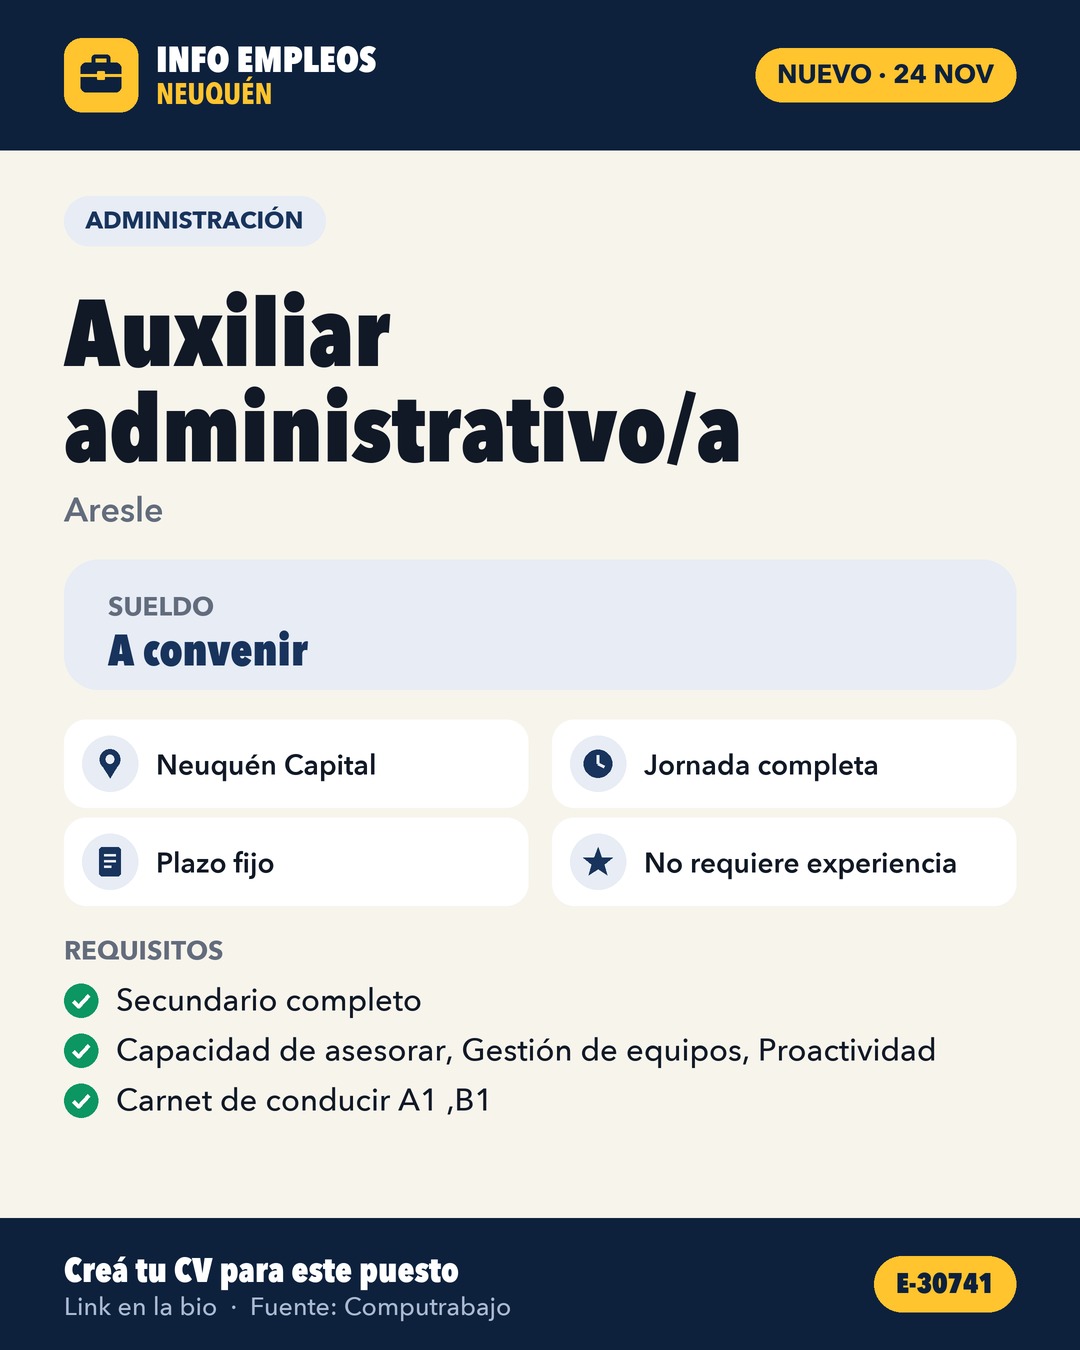 INFO EMPLEOS
NEUQUÉN
NUEVO · 24 NOV
ADMINISTRACIÓN
Auxiliar
administrativo/a
Aresle
SUELDO
A convenir
Neuquén Capital
Jornada completa
Plazo fijo
No requiere experiencia
REQUISITOS
Secundario completo
Capacidad de asesorar, Gestión de equipos, Proactividad
Carnet de conducir A1 ,B1
Creá tu CV para este puesto
Link en la bio · Fuente: Computrabajo
E-30741